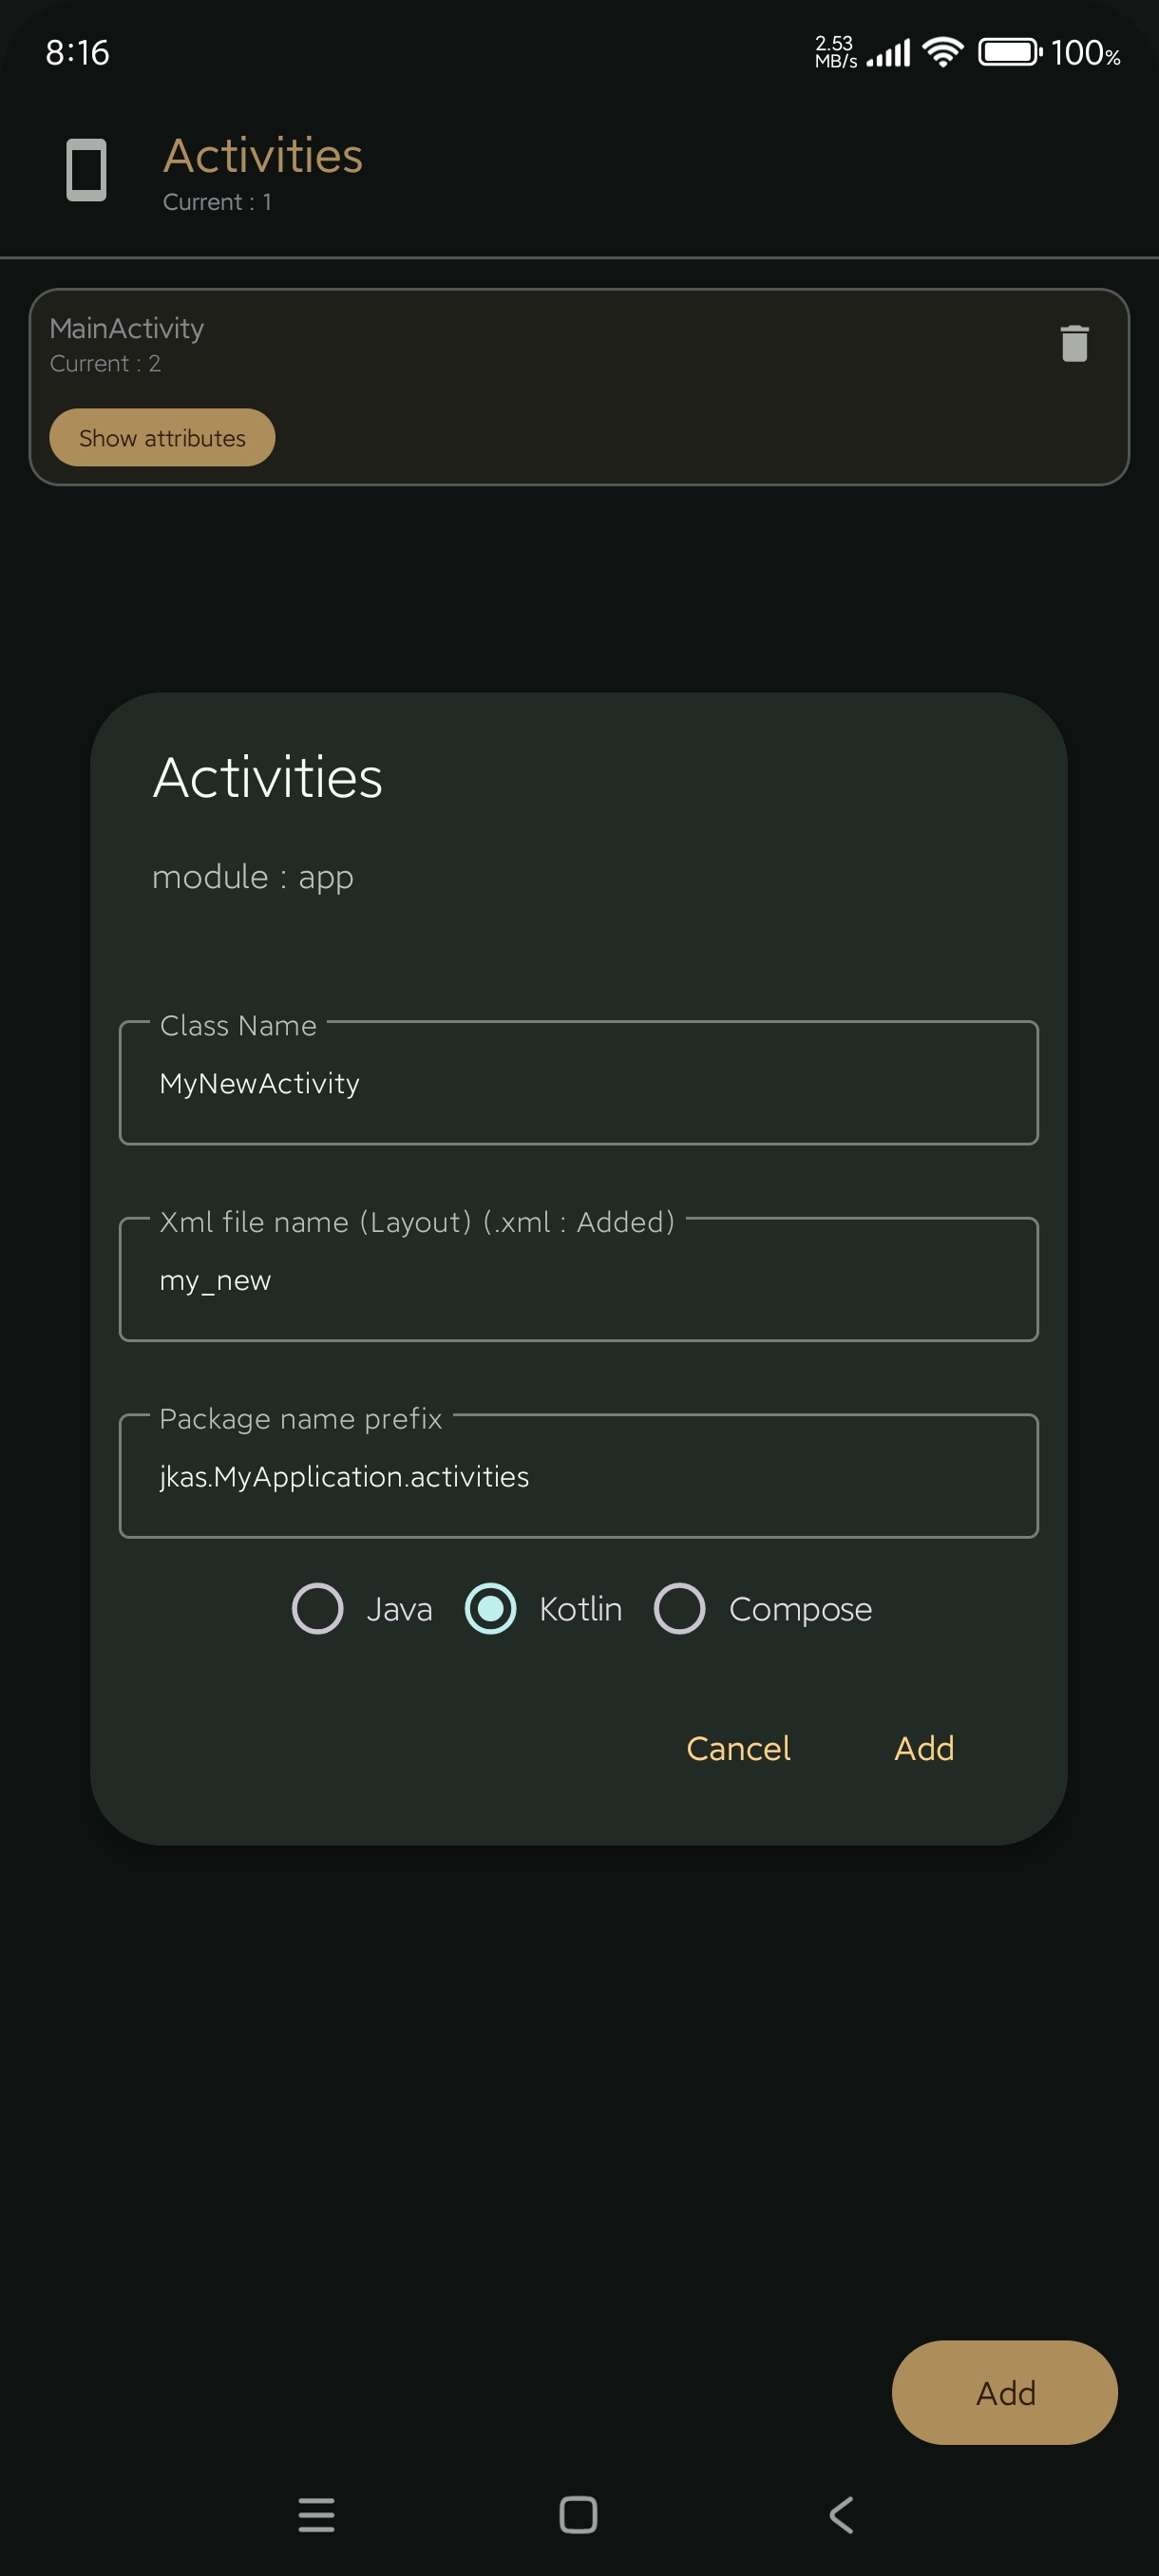 8:16
2.53
MB/s
100%
Activities
Current : 1
MainActivity
Current : 2
Show attributes
Activities
module : app
Class Name
MyNewActivity
Xml file name (Layout) (.xml : Added)
my_new
Package name prefix
jkas.MyApplication.activities
Java Kotlin Compose
Cancel Add
Add